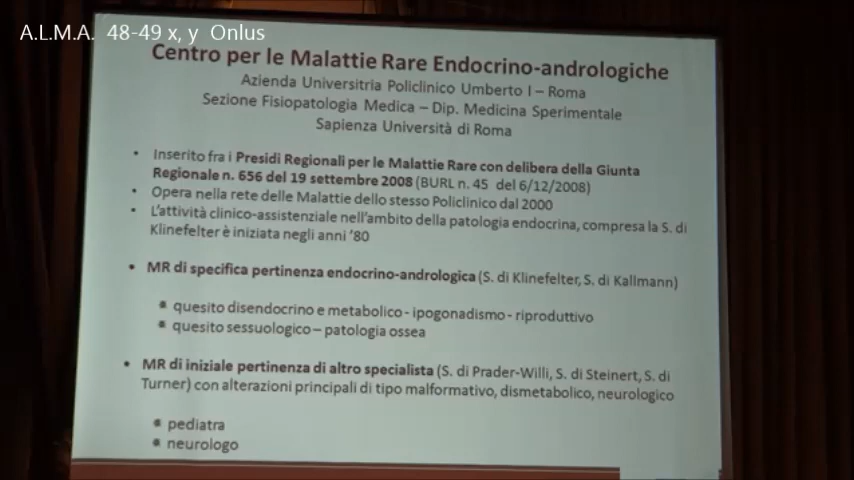 A.L.M.A. 48-49 x, y Onlus
Centro per le Malattie Rare Endocrino-andrologiche
Azienda Universitria Policlinico Umberto I – Roma
Sezione Fisiopatologia Medica – Dip. Medicina Sperimentale
Sapienza Università di Roma
• Inserito fra i Presidi Regionali per le Malattie Rare con delibera della Giunta
Regionale n. 656 del 19 settembre 2008 (BURL n. 45 del 6/12/2008)
• Opera nella rete delle Malattie dello stesso Policlinico dal 2000
• L'attività clinico-assistenziale nell'ambito della patologia endocrina, compresa la S. di
Klinefelter è iniziata negli anni '80
• MR di specifica pertinenza endocrino-andrologica (S. di Klinefelter, S. di Kallmann)
• quesito disendocrino e metabolico - ipogonadismo - riproduttivo
• quesito sessuologico – patologia ossea
• MR di iniziale pertinenza di altro specialista (S. di Prader-Willi, S. di Steinert, S. di
Turner) con alterazioni principali di tipo malformativo, dismetabolico, neurologico
• pediatra
• neurologo